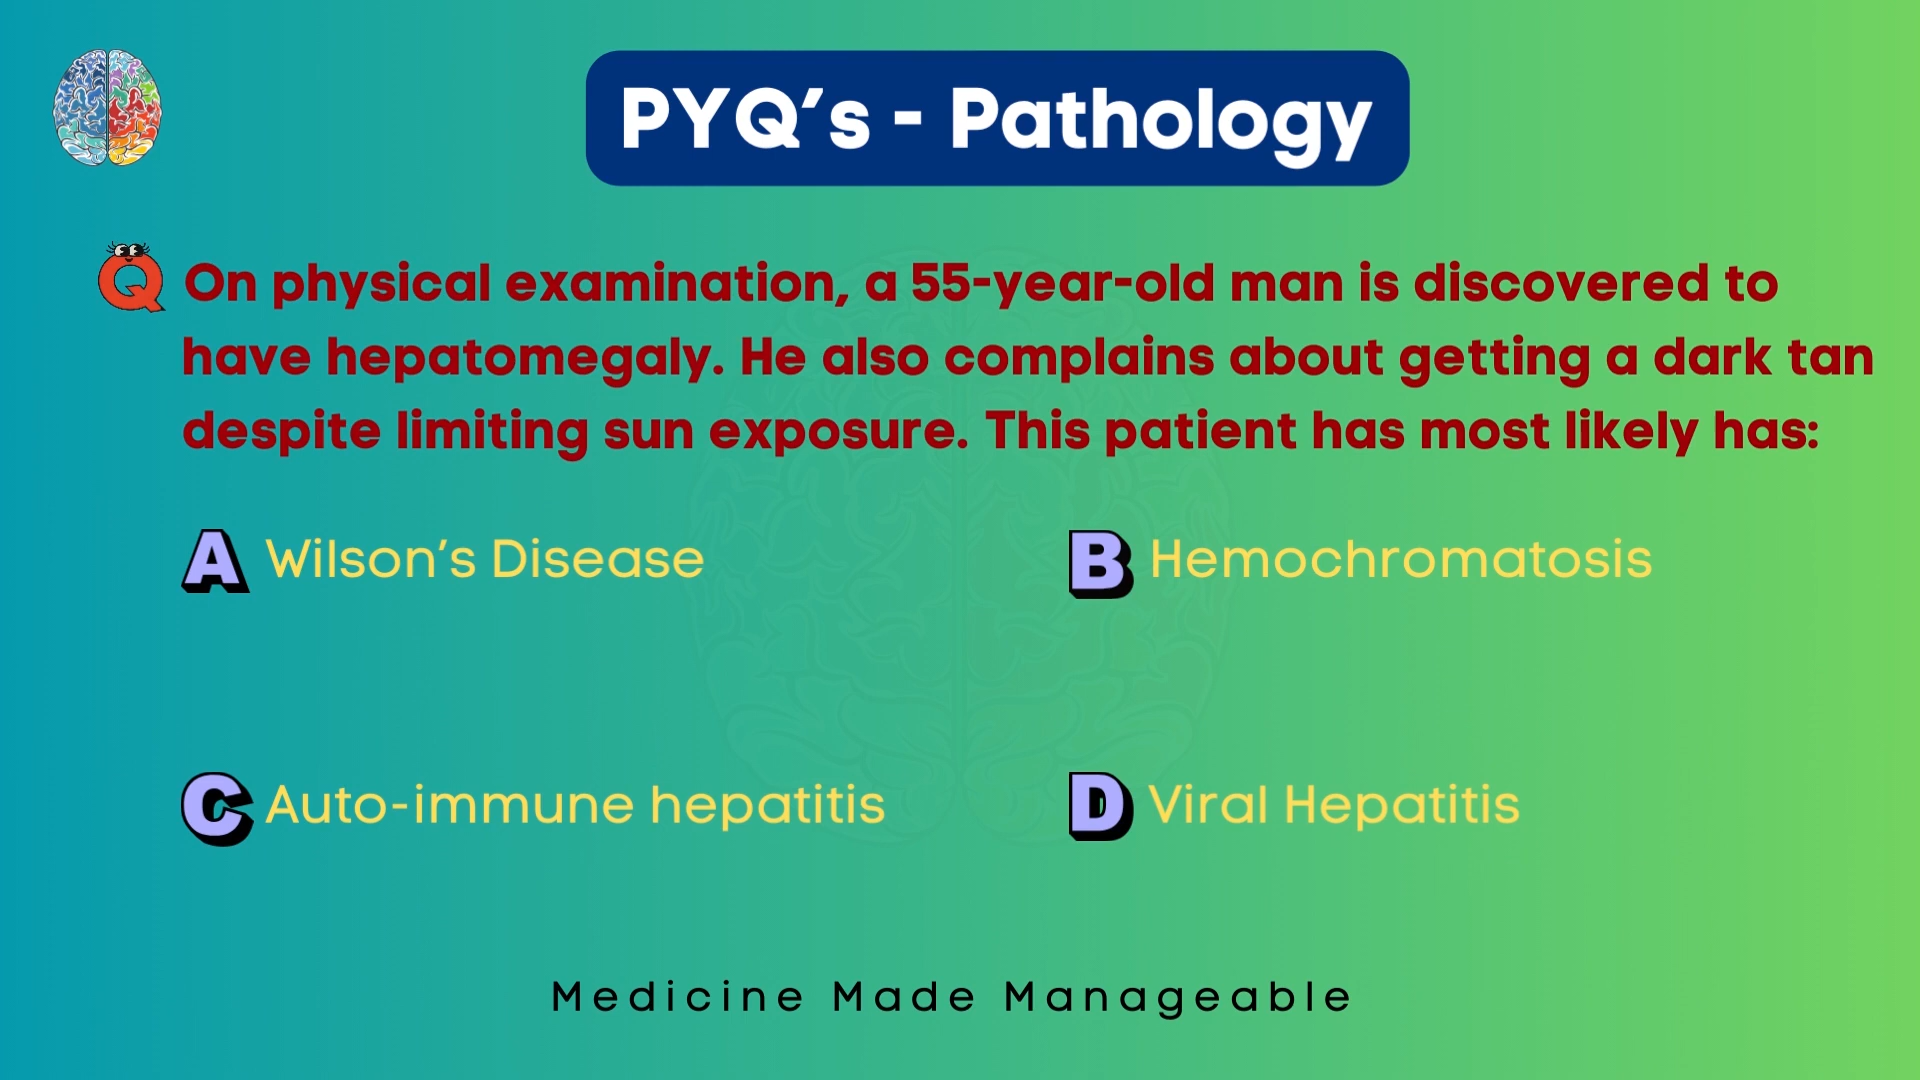 PYQ’s - Pathology
Q On physical examination, a 55-year-old man is discovered to
have hepatomegaly. He also complains about getting a dark tan
despite limiting sun exposure. This patient has most likely has:
A Wilson’s Disease
B Hemochromatosis
C Auto-immune hepatitis
D Viral Hepatitis
Medicine Made Manageable